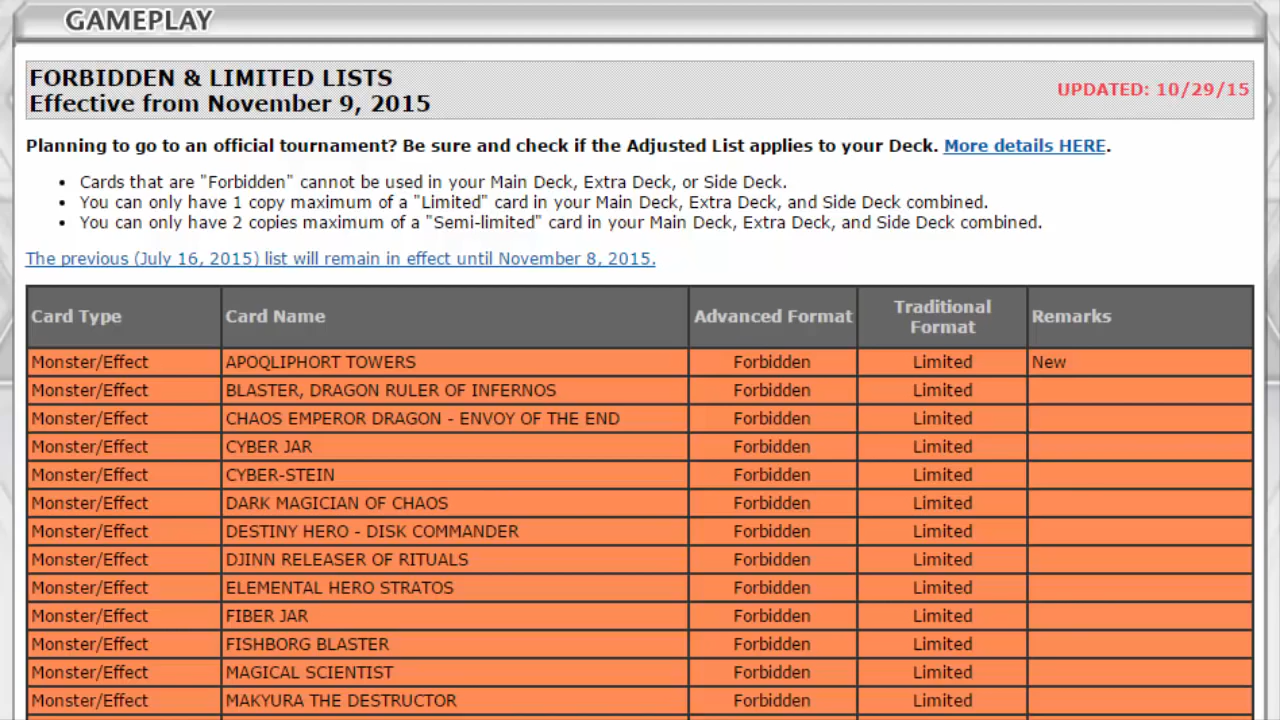 GAMEPLAY
FORBIDDEN & LIMITED LISTS
Effective from November 9, 2015
UPDATED: 10/29/15
Planning to go to an official tournament? Be sure and check if the Adjusted List applies to your Deck. More details HERE.
• Cards that are "Forbidden" cannot be used in your Main Deck, Extra Deck, or Side Deck.
• You can only have 1 copy maximum of a "Limited" card in your Main Deck, Extra Deck, and Side Deck combined.
• You can only have 2 copies maximum of a "Semi-limited" card in your Main Deck, Extra Deck, and Side Deck combined.
The previous (July 16, 2015) list will remain in effect until November 8, 2015.
Card Type Card Name Advanced Format Traditional Format Remarks
Monster/Effect APOQLIPHORT TOWERS Forbidden Limited New
Monster/Effect BLASTER, DRAGON RULER OF INFERNOS Forbidden Limited
Monster/Effect CHAOS EMPEROR DRAGON - ENVOY OF THE END Forbidden Limited
Monster/Effect CYBER JAR Forbidden Limited
Monster/Effect CYBER-STEIN Forbidden Limited
Monster/Effect DARK MAGICIAN OF CHAOS Forbidden Limited
Monster/Effect DESTINY HERO - DISK COMMANDER Forbidden Limited
Monster/Effect DJINN RELEASER OF RITUALS Forbidden Limited
Monster/Effect ELEMENTAL HERO STRATOS Forbidden Limited
Monster/Effect FIBER JAR Forbidden Limited
Monster/Effect FISHBORG BLASTER Forbidden Limited
Monster/Effect MAGICAL SCIENTIST Forbidden Limited
Monster/Effect MAKYURA THE DESTRUCTOR Forbidden Limited